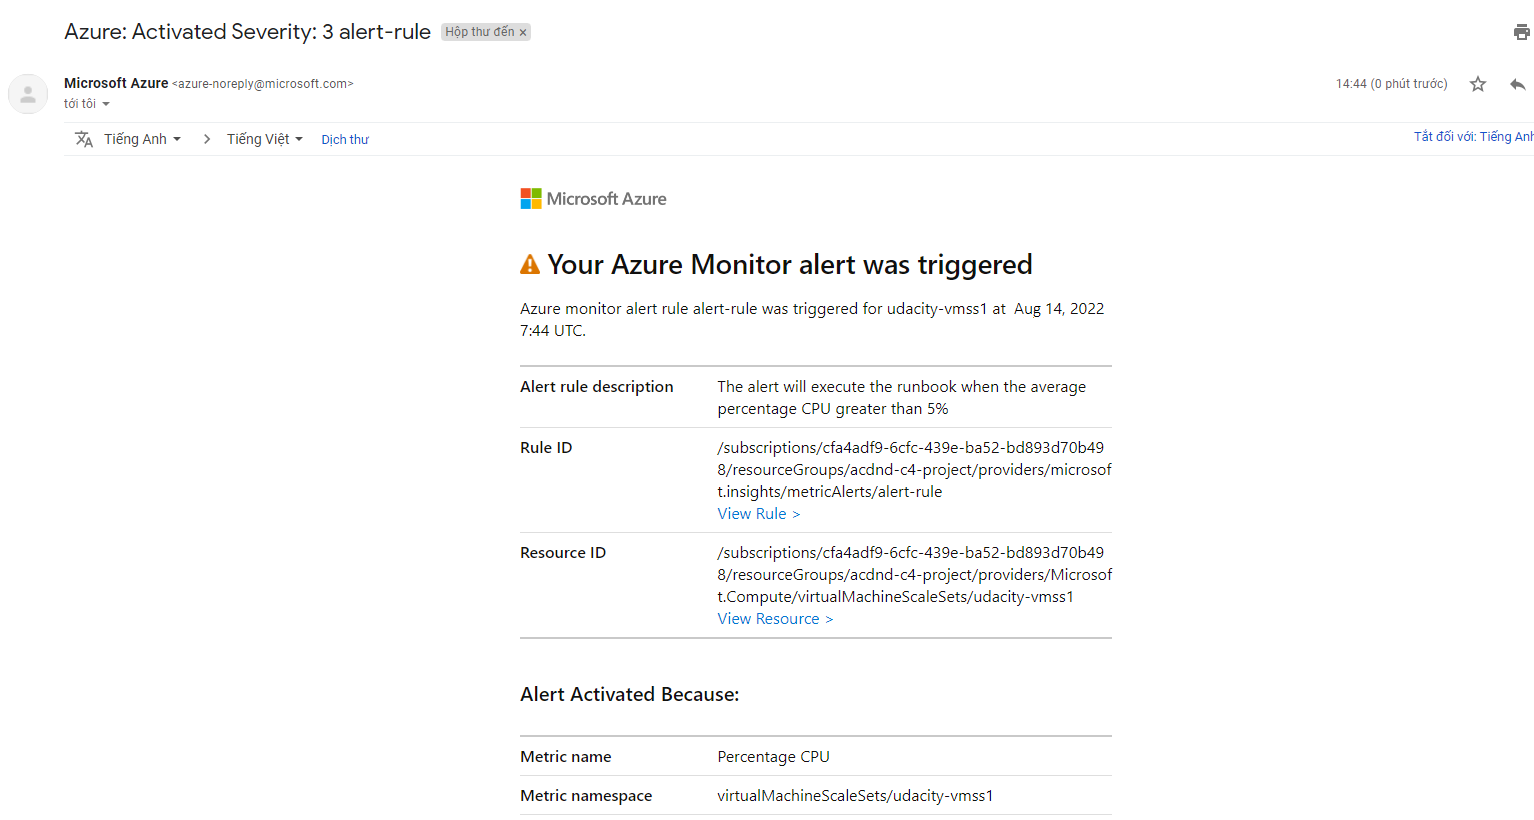 Azure: Activated Severity: 3 alert-rule Hộp thư đến ×
Microsoft Azure <azure-noreply@microsoft.com>
14:44 (0 phút trước)
tới tôi
Tiếng Anh > Tiếng Việt Dịch thư
Tắt đối với: Tiếng Anh
Microsoft Azure
Your Azure Monitor alert was triggered
Azure monitor alert rule alert-rule was triggered for udacity-vmss1 at Aug 14, 2022
7:44 UTC.
Alert rule description
The alert will execute the runbook when the average
percentage CPU greater than 5%
Rule ID
/subscriptions/cfa4adf9-6cfc-439e-ba52-bd893d70b49
8/resourceGroups/acdnd-c4-project/providers/microsof
t.insights/metricAlerts/alert-rule
View Rule >
Resource ID
/subscriptions/cfa4adf9-6cfc-439e-ba52-bd893d70b49
8/resourceGroups/acdnd-c4-project/providers/Microsof
t.Compute/virtualMachineScaleSets/udacity-vmss1
View Resource >
Alert Activated Because:
Metric name
Percentage CPU
Metric namespace
virtualMachineScaleSets/udacity-vmss1